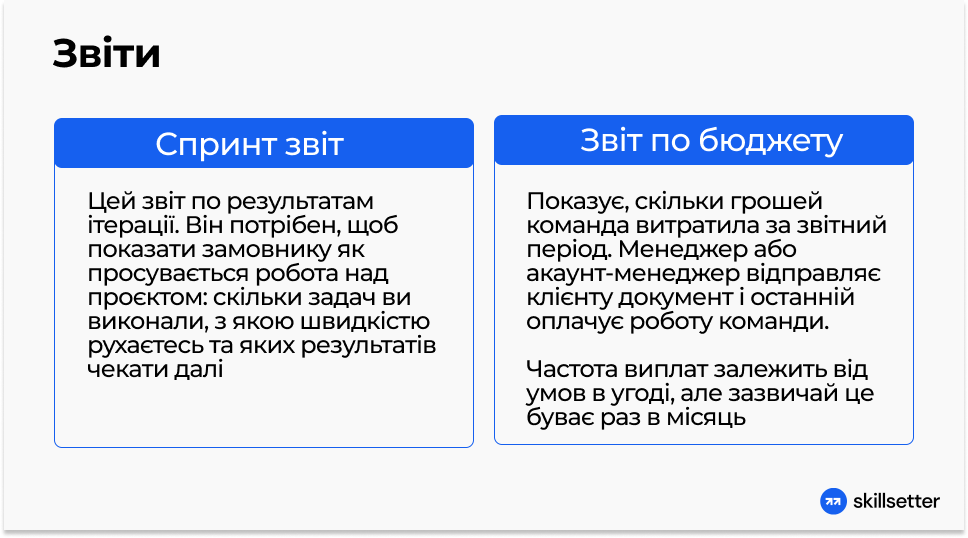 Звіти
Спринт звіт
Цей звіт по результатам
ітерації. Він потрібен, щоб
показати замовнику як
просувається робота над
проєктом: скільки задач ви
виконали, з якою швидкістю
рухаєтесь та яких результатів
чекати далі
Звіт по бюджету
Показує, скільки грошей
команда витратила за звітний
період. Менеджер або
акаунт-менеджер відправляє
клієнту документ і останній
оплачує роботу команди.
Частота виплат залежить від
умов в угоді, але зазвичай це
буває раз в місяць
skillsetter